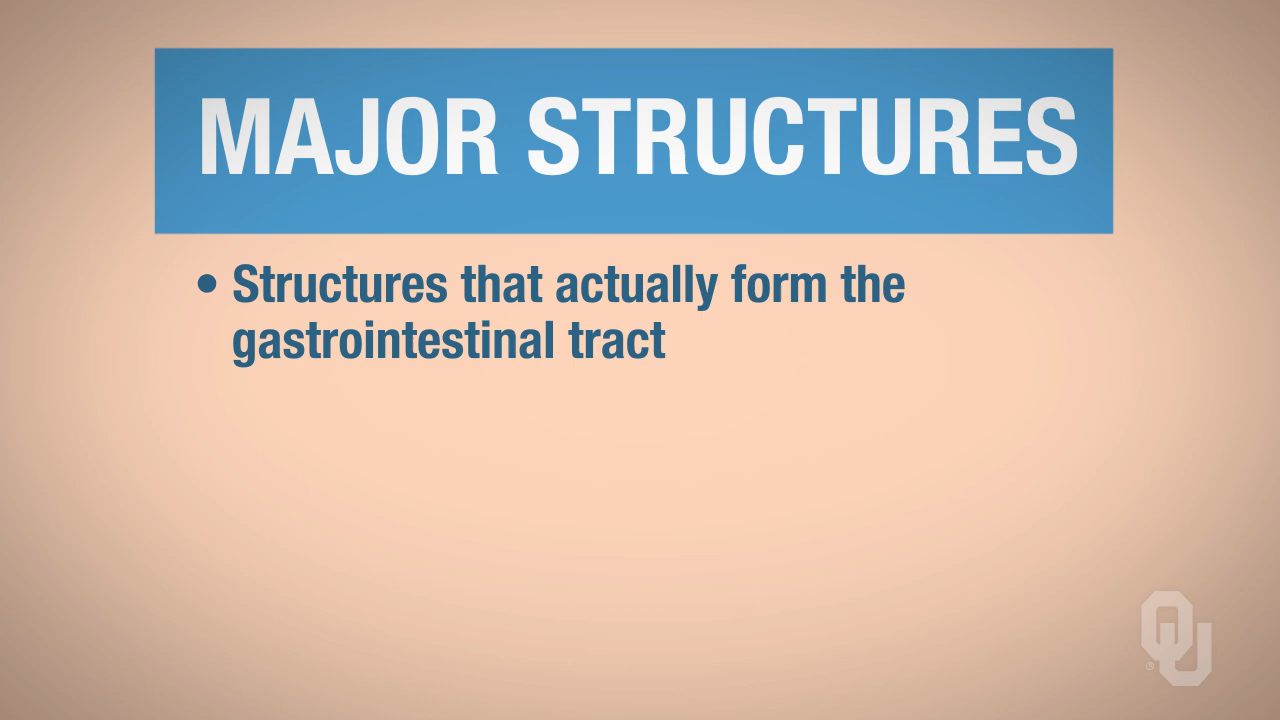 MAJOR STRUCTURES
• Structures that actually form the
gastrointestinal tract
OU
®